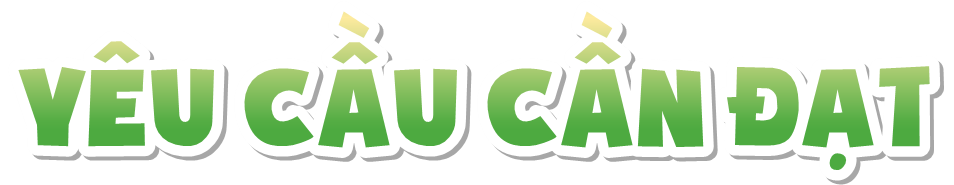 YÊU CẦU CẦN ĐẠT